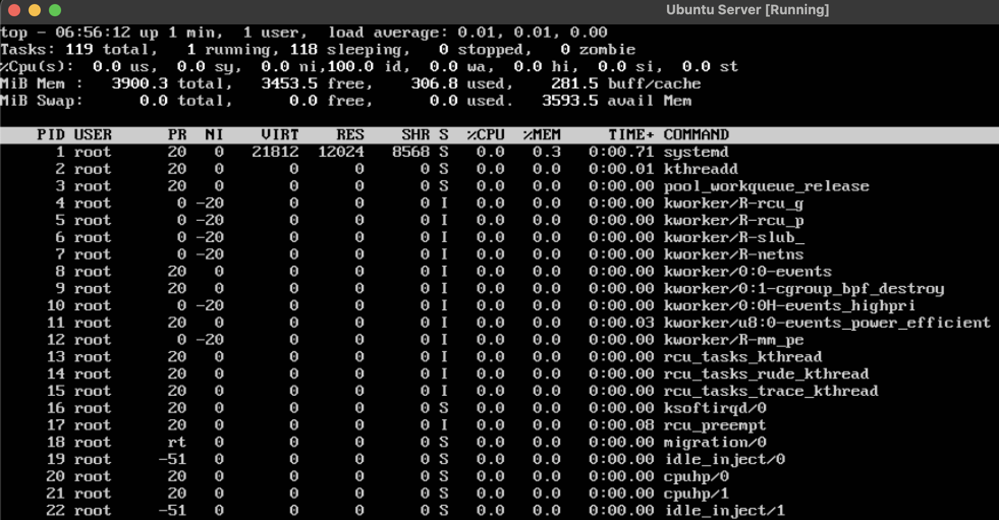 Ubuntu Server [Running]
top - 06:56:12 up 1 min,  1 user,  load average: 0.01, 0.01, 0.00
Tasks: 119 total,   1 running, 118 sleeping,   0 stopped,   0 zombie
%Cpu(s):  0.0 us,  0.0 sy,  0.0 ni,100.0 id,  0.0 wa,  0.0 hi,  0.0 si,  0.0 st
MiB Mem :   3900.3 total,   3453.5 free,    306.8 used,    281.5 buff/cache
MiB Swap:      0.0 total,      0.0 free,      0.0 used.   3593.5 avail Mem
PID USER      PR  NI    VIRT    RES    SHR S  %CPU  %MEM     TIME+ COMMAND
1 root      20   0   21812  12024   8568 S   0.0   0.3   0:00.71 systemd
2 root      20   0       0      0      0 S   0.0   0.0   0:00.01 kthreadd
3 root      20   0       0      0      0 S   0.0   0.0   0:00.00 pool_workqueue_release
4 root       0 -20       0      0      0 I   0.0   0.0   0:00.00 kworker/R-rcu_g
5 root       0 -20       0      0      0 I   0.0   0.0   0:00.00 kworker/R-rcu_p
6 root       0 -20       0      0      0 I   0.0   0.0   0:00.00 kworker/R-slub_
7 root       0 -20       0      0      0 I   0.0   0.0   0:00.00 kworker/R-netns
8 root      20   0       0      0      0 I   0.0   0.0   0:00.00 kworker/0:0-events
9 root      20   0       0      0      0 I   0.0   0.0   0:00.00 kworker/0:1-cgroup_bpf_destroy
10 root       0 -20       0      0      0 I   0.0   0.0   0:00.00 kworker/0:0H-events_highpri
11 root      20   0       0      0      0 I   0.0   0.0   0:00.03 kworker/u8:0-events_power_efficient
12 root       0 -20       0      0      0 I   0.0   0.0   0:00.00 kworker/R-mm_pe
13 root      20   0       0      0      0 I   0.0   0.0   0:00.00 rcu_tasks_kthread
14 root      20   0       0      0      0 I   0.0   0.0   0:00.00 rcu_tasks_rude_kthread
15 root      20   0       0      0      0 I   0.0   0.0   0:00.00 rcu_tasks_trace_kthread
16 root      20   0       0      0      0 S   0.0   0.0   0:00.00 ksoftirqd/0
17 root      20   0       0      0      0 I   0.0   0.0   0:00.08 rcu_preempt
18 root      rt   0       0      0      0 S   0.0   0.0   0:00.00 migration/0
19 root     -51   0       0      0      0 S   0.0   0.0   0:00.00 idle_inject/0
20 root      20   0       0      0      0 S   0.0   0.0   0:00.00 cpuhp/0
21 root      20   0       0      0      0 S   0.0   0.0   0:00.00 cpuhp/1
22 root     -51   0       0      0      0 S   0.0   0.0   0:00.00 idle_inject/1